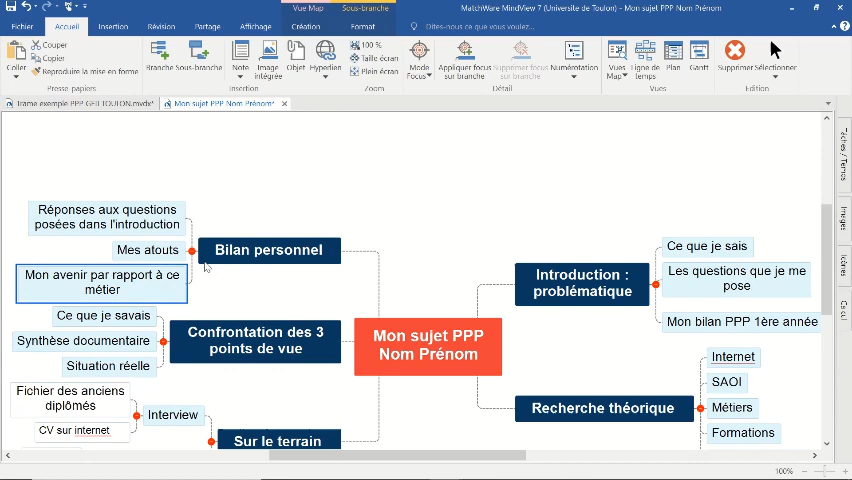 Vue Map
Sous-branche
MatchWare MindView 7 (Universite de Toulon) - Mon sujet PPP Nom Prénom
Fichier
Accueil
Insertion
Révision
Partage
Affichage
Création
Format
Dites-nous ce que vous voulez...
Coller
Couper
Copier
Reproduire la mise en forme
Presse-papiers
Branche
Sous-branche
Note
Image intégrée
Objet
Hyperlien
Insertion
100 %
Taille écran
Plein écran
Zoom
Mode Focus
Appliquer focus sur branche
Supprimer focus sur branche
Numérotation
Détail
Vues Map
Ligne de temps
Plan
Gantt
Vues
Supprimer
Sélectionner
Edition
Trame exemple PPP GEII TOULON.mvdx*
Mon sujet PPP Nom Prénom*
Réponses aux questions
posées dans l'introduction
Mes atouts
Mon avenir par rapport à ce
métier
Bilan personnel
Ce que je savais
Synthèse documentaire
Situation réelle
Confrontation des 3
points de vue
Fichier des anciens
diplômés
CV sur internet
Interview
Sur le terrain
Mon sujet PPP
Nom Prénom
Introduction :
problématique
Ce que je sais
Les questions que je me
pose
Mon bilan PPP 1ère année
Recherche théorique
Internet
SAOI
Métiers
Formations
Tâches / Temps
Images
Icônes
Calcul
100%